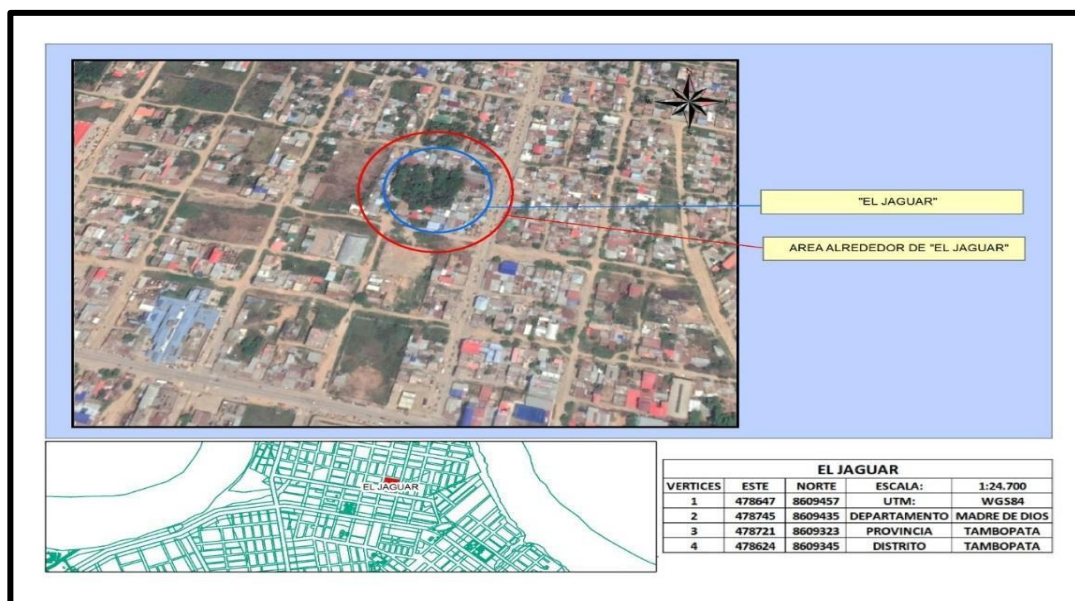 "EL JAGUAR"
AREA ALREDEDOR DE "EL JAGUAR"
EL JAGUAR
EL JAGUAR
VERTICES ESTE NORTE ESCALA: 1:24.700
1 478647 8609457 UTM: WGS84
2 478745 8609435 DEPARTAMENTO MADRE DE DIOS
3 478721 8609323 PROVINCIA TAMBOPATA
4 478624 8609345 DISTRITO TAMBOPATA